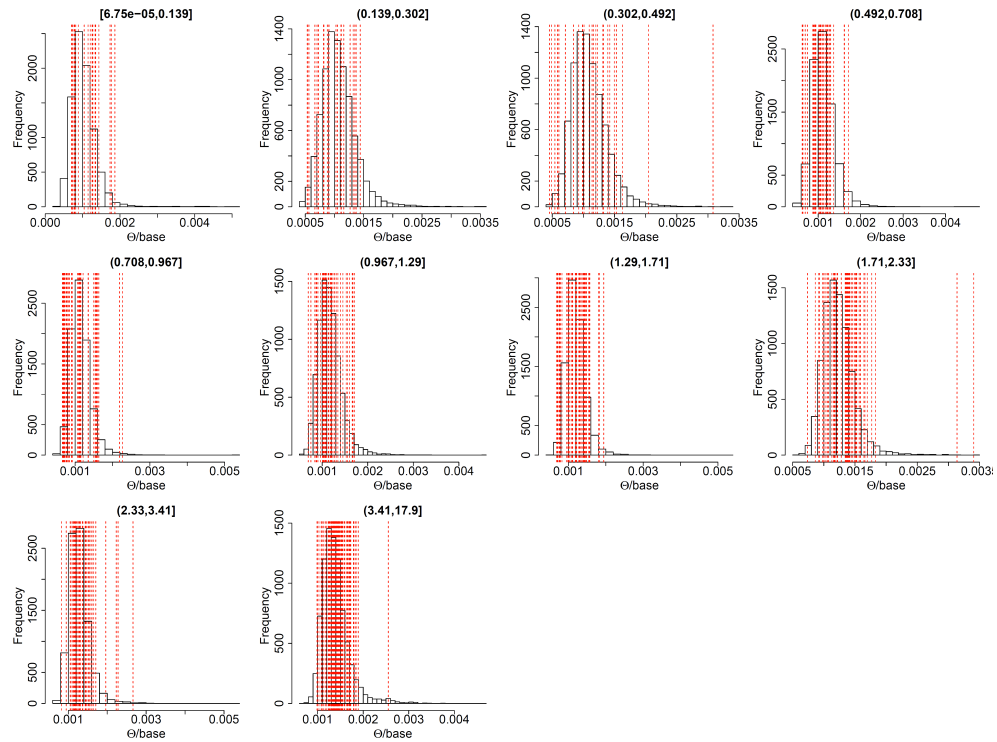 [6.75e−05,0.139]
Frequency
0 500 1000 2000
0.000 0.002 0.004
Θ/base
(0.139,0.302]
Frequency
0 200 600 1000 1400
0.0005 0.0015 0.0025 0.0035
Θ/base
(0.302,0.492]
Frequency
0 200 600 1000 1400
0.0005 0.0015 0.0025 0.0035
Θ/base
(0.492,0.708]
Frequency
0 500 1500 2500
0.001 0.002 0.003 0.004
Θ/base
(0.708,0.967]
Frequency
0 500 1500 2500
0.001 0.003 0.005
Θ/base
(0.967,1.29]
Frequency
0 500 1000 1500
0.001 0.002 0.003 0.004
Θ/base
(1.29,1.71]
Frequency
0 500 1500 2500
0.001 0.003 0.005
Θ/base
(1.71,2.33]
Frequency
0 500 1000 1500
0.0005 0.0015 0.0025 0.0035
Θ/base
(2.33,3.41]
Frequency
0 500 1500 2500
0.001 0.003 0.005
Θ/base
(3.41,17.9]
Frequency
0 500 1000 1500
0.001 0.002 0.003 0.004
Θ/base